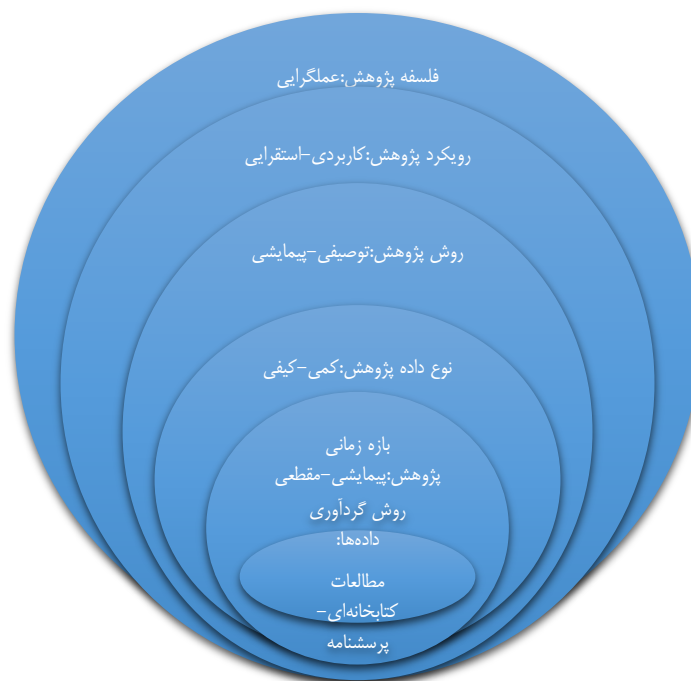 فلسفه پژوهش:عملگرایی
رویکرد پژوهش:کاربردی-استقرایی
روش پژوهش:توصیفی-پیمایشی
نوع داده پژوهش:کمی-کیفی
بازه زمانی
پژوهش:پیمایشی-مقطعی
روش گردآوری
داده‌ها:
مطالعات
کتابخانه‌ای-
پرسشنامه